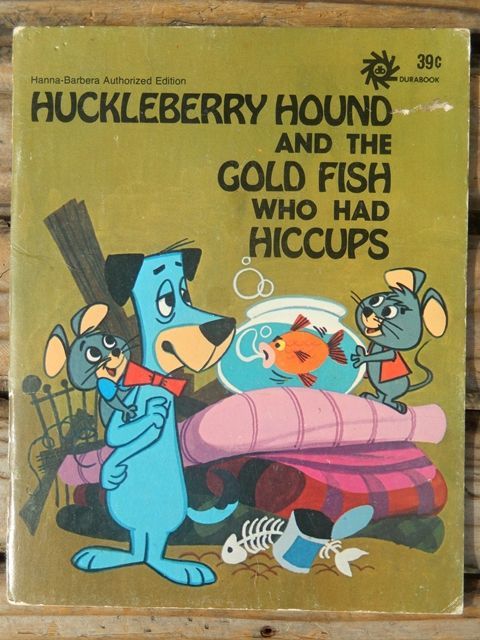 39¢
DURABOOK
Hanna-Barbera Authorized Edition
HUCKLEBERRY HOUND
AND THE
GOLD FISH
WHO HAD
HICCUPS